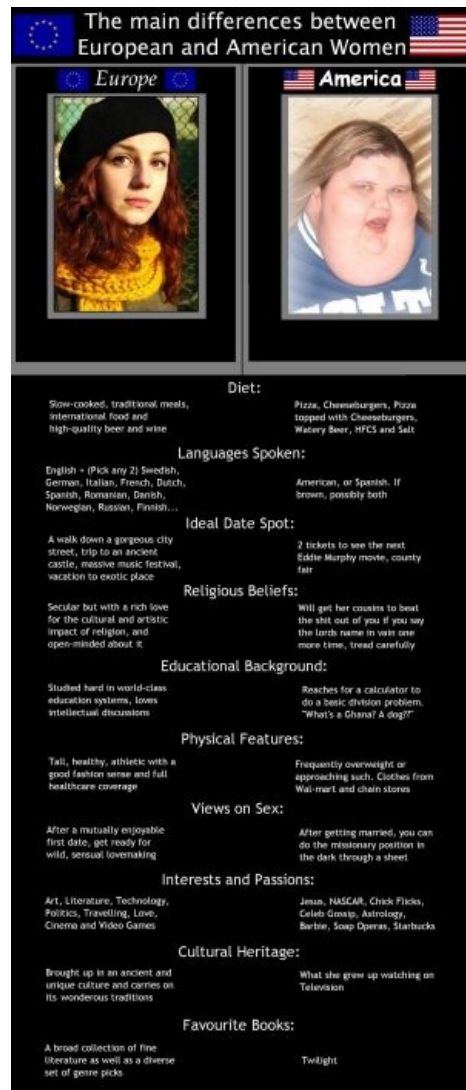 The main differences between
European and American Women
Europe
America
Diet:
Slow-cooked, traditional meals,
international food and
high-quality beer and wine
Pizza, Cheeseburgers, Pizza
topped with Cheeseburgers,
Watery Beer, HFCS and Salt
Languages Spoken:
English + (Pick any 2) Swedish,
German, Italian, French, Dutch,
Spanish, Romanian, Danish,
Norwegian, Russian, Finnish...
American, or Spanish. If
brown, possibly both
Ideal Date Spot:
A walk down a gorgeous city
street, trip to an ancient
castle, massive music festival,
vacation to exotic place
2 tickets to see the next
Eddie Murphy movie, county
fair
Religious Beliefs:
Secular but with a rich love
for the cultural and artistic
impact of religion, and
open-minded about it
Will get her cousins to beat
the shit out of you if you say
the lords name in vain one
more time, tread carefully
Educational Background:
Studied hard in world-class
education systems, loves
intellectual discussions
Reaches for a calculator to
do a basic division problem.
"What's a Ghana? A dog??"
Physical Features:
Tall, healthy, athletic with a
good fashion sense and full
healthcare coverage
Frequently overweight or
approaching such. Clothes from
Wal-mart and chain stores
Views on Sex:
After a mutually enjoyable
first date, get ready for
wild, sensual lovemaking
After getting married, you can
do the missionary position in
the dark through a sheet
Interests and Passions:
Art, Literature, Technology,
Politics, Travelling, Love,
Cinema and Video Games
Jesus, NASCAR, Chick Flicks,
Celeb Gossip, Astrology,
Barbie, Soap Operas, Starbucks
Cultural Heritage:
Brought up in an ancient and
unique culture and carries on
its wonderous traditions
What she grew up watching on
Television
Favourite Books:
A broad collection of fine
literature as well as a diverse
set of genre picks
Twilight